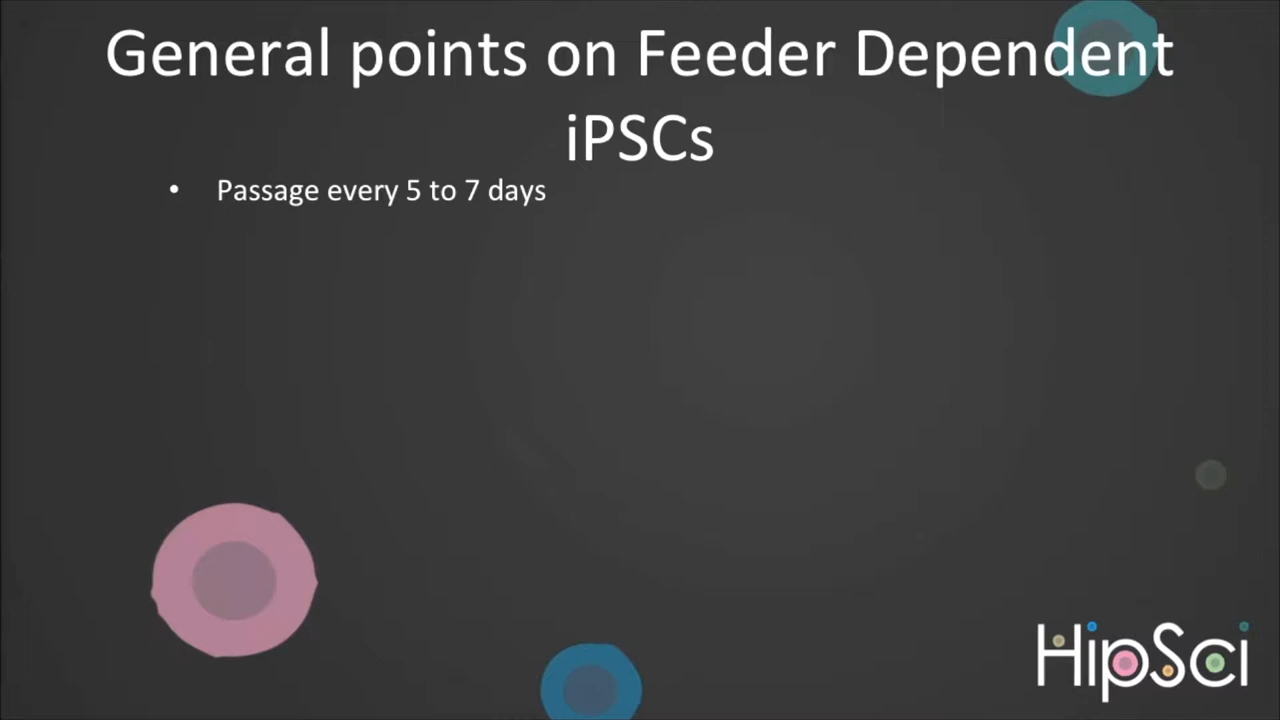 General points on Feeder Dependent
iPSCs
• Passage every 5 to 7 days
HipSci